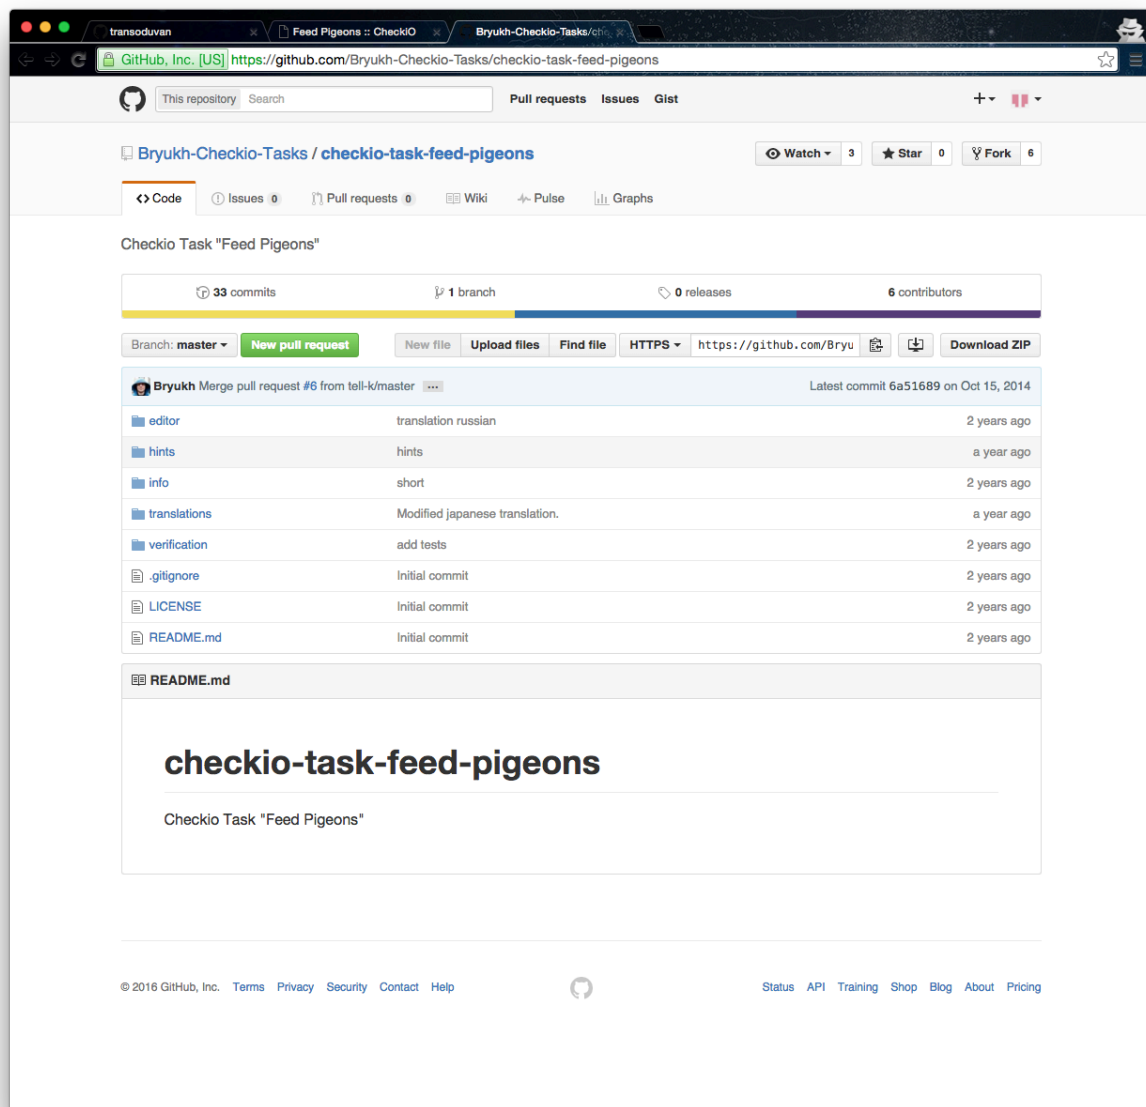 transoduvan Feed Pigeons :: CheckiO Bryukh-Checkio-Tasks/che
GitHub, Inc. [US] https://github.com/Bryukh-Checkio-Tasks/checkio-task-feed-pigeons
This repository Search Pull requests Issues Gist
Bryukh-Checkio-Tasks / checkio-task-feed-pigeons Watch 3 Star 0 Fork 6
Code Issues 0 Pull requests 0 Wiki Pulse Graphs
Checkio Task "Feed Pigeons"
33 commits 1 branch 0 releases 6 contributors
Branch: master New pull request New file Upload files Find file HTTPS https://github.com/Bryu Download ZIP
Bryukh Merge pull request #6 from tell-k/master ... Latest commit 6a51689 on Oct 15, 2014
editor translation russian 2 years ago
hints hints a year ago
info short 2 years ago
translations Modified japanese translation. a year ago
verification add tests 2 years ago
.gitignore Initial commit 2 years ago
LICENSE Initial commit 2 years ago
README.md Initial commit 2 years ago
README.md
checkio-task-feed-pigeons
Checkio Task "Feed Pigeons"
© 2016 GitHub, Inc. Terms Privacy Security Contact Help Status API Training Shop Blog About Pricing